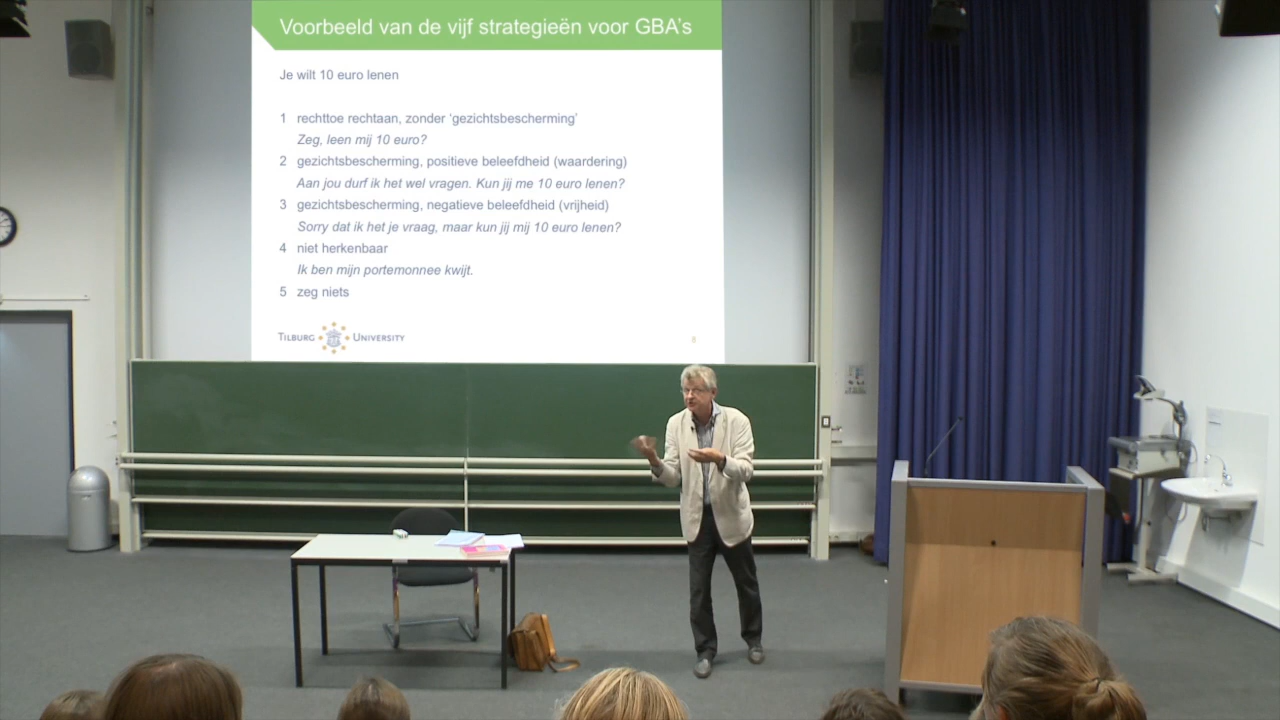 Voorbeeld van de vijf strategieën voor GBA's
Je wilt 10 euro lenen
1 rechttoe rechtaan, zonder 'gezichtsbescherming'
Zeg, leen mij 10 euro?
2 gezichtsbescherming, positieve beleefdheid (waardering)
Aan jou durf ik het wel vragen. Kun jij me 10 euro lenen?
3 gezichtsbescherming, negatieve beleefdheid (vrijheid)
Sorry dat ik het je vraag, maar kun jij mij 10 euro lenen?
4 niet herkenbaar
Ik ben mijn portemonnee kwijt.
5 zeg niets
TILBURG UNIVERSITY